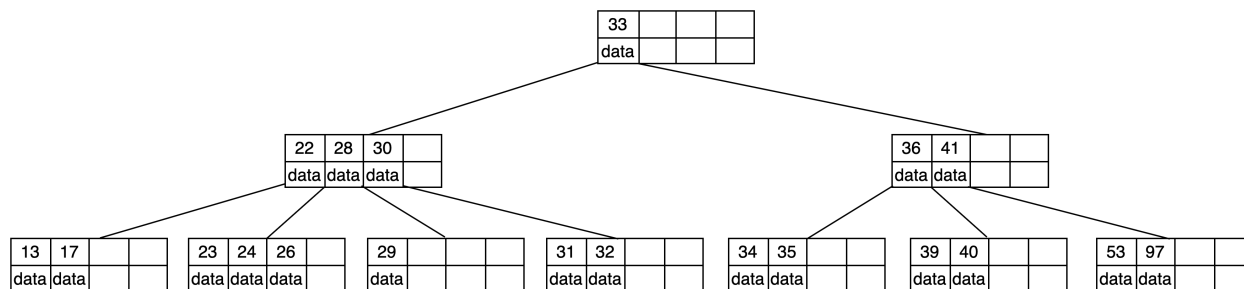 33
data
22 28 30
data data data
36 41
data data
13 17
data data
23 24 26
data data data
29
data
31 32
data data
34 35
data data
39 40
data data
53 97
data data